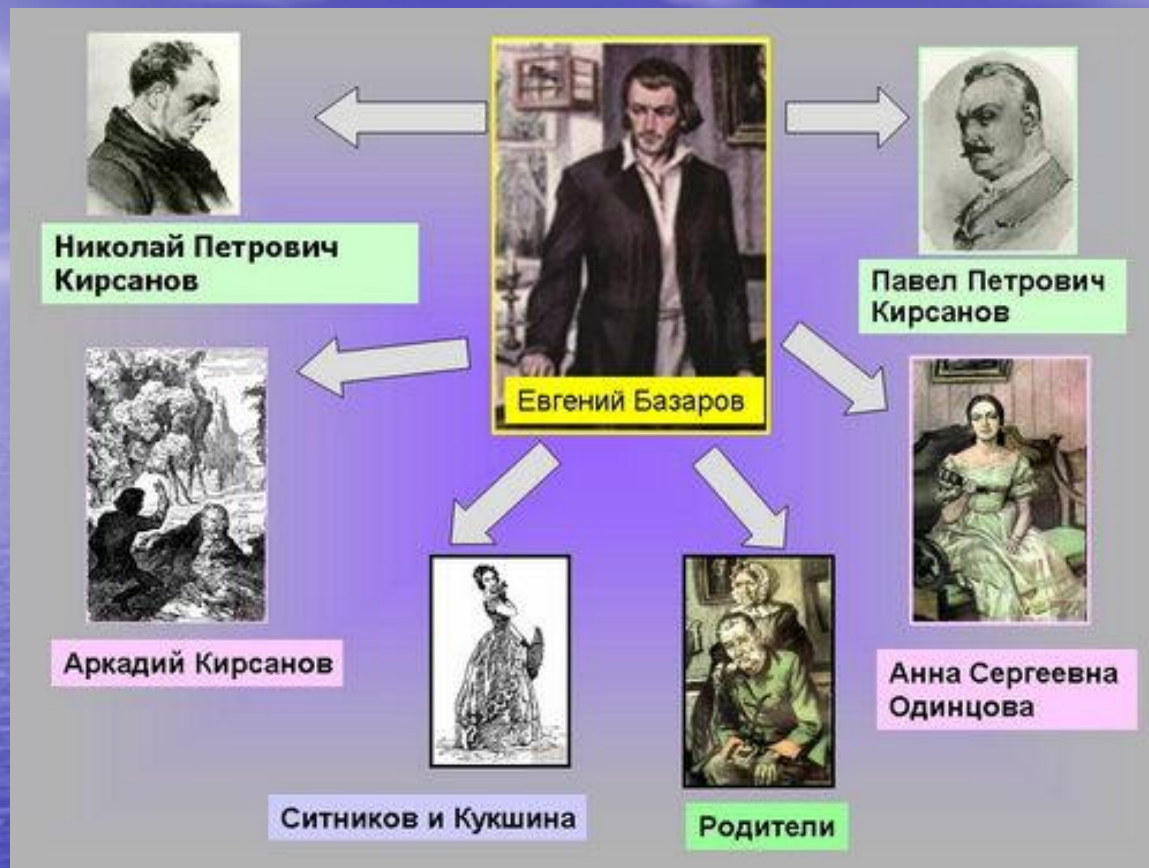 Николай Петрович
Кирсанов
Евгений Базаров
Павел Петрович
Кирсанов
Аркадий Кирсанов
Анна Сергеевна
Одинцова
Ситников и Кукшина
Родители